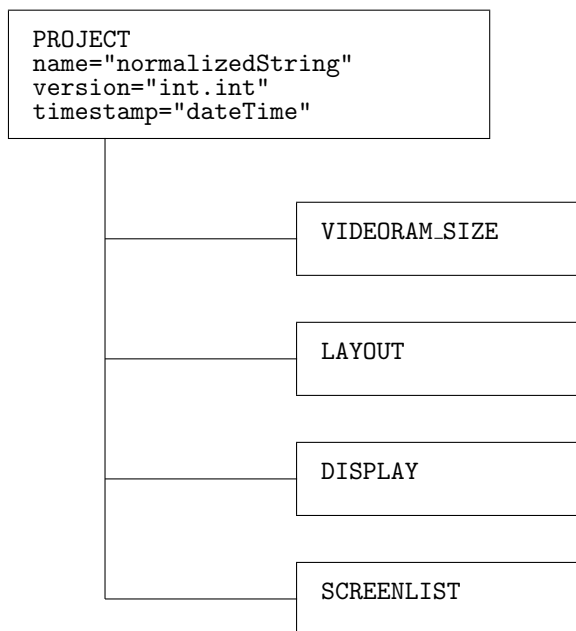 PROJECT
name="normalizedString"
version="int.int"
timestamp="dateTime"
VIDEORAM_SIZE
LAYOUT
DISPLAY
SCREENLIST